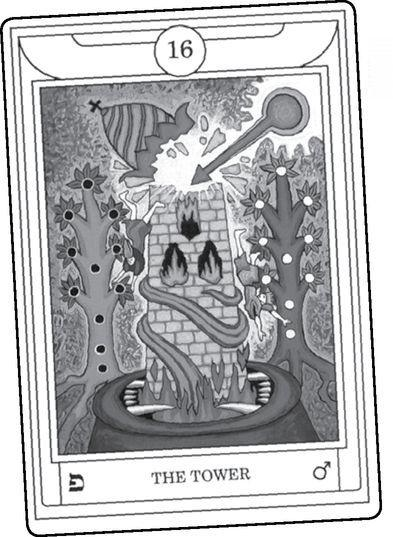 16
פ THE TOWER ♂